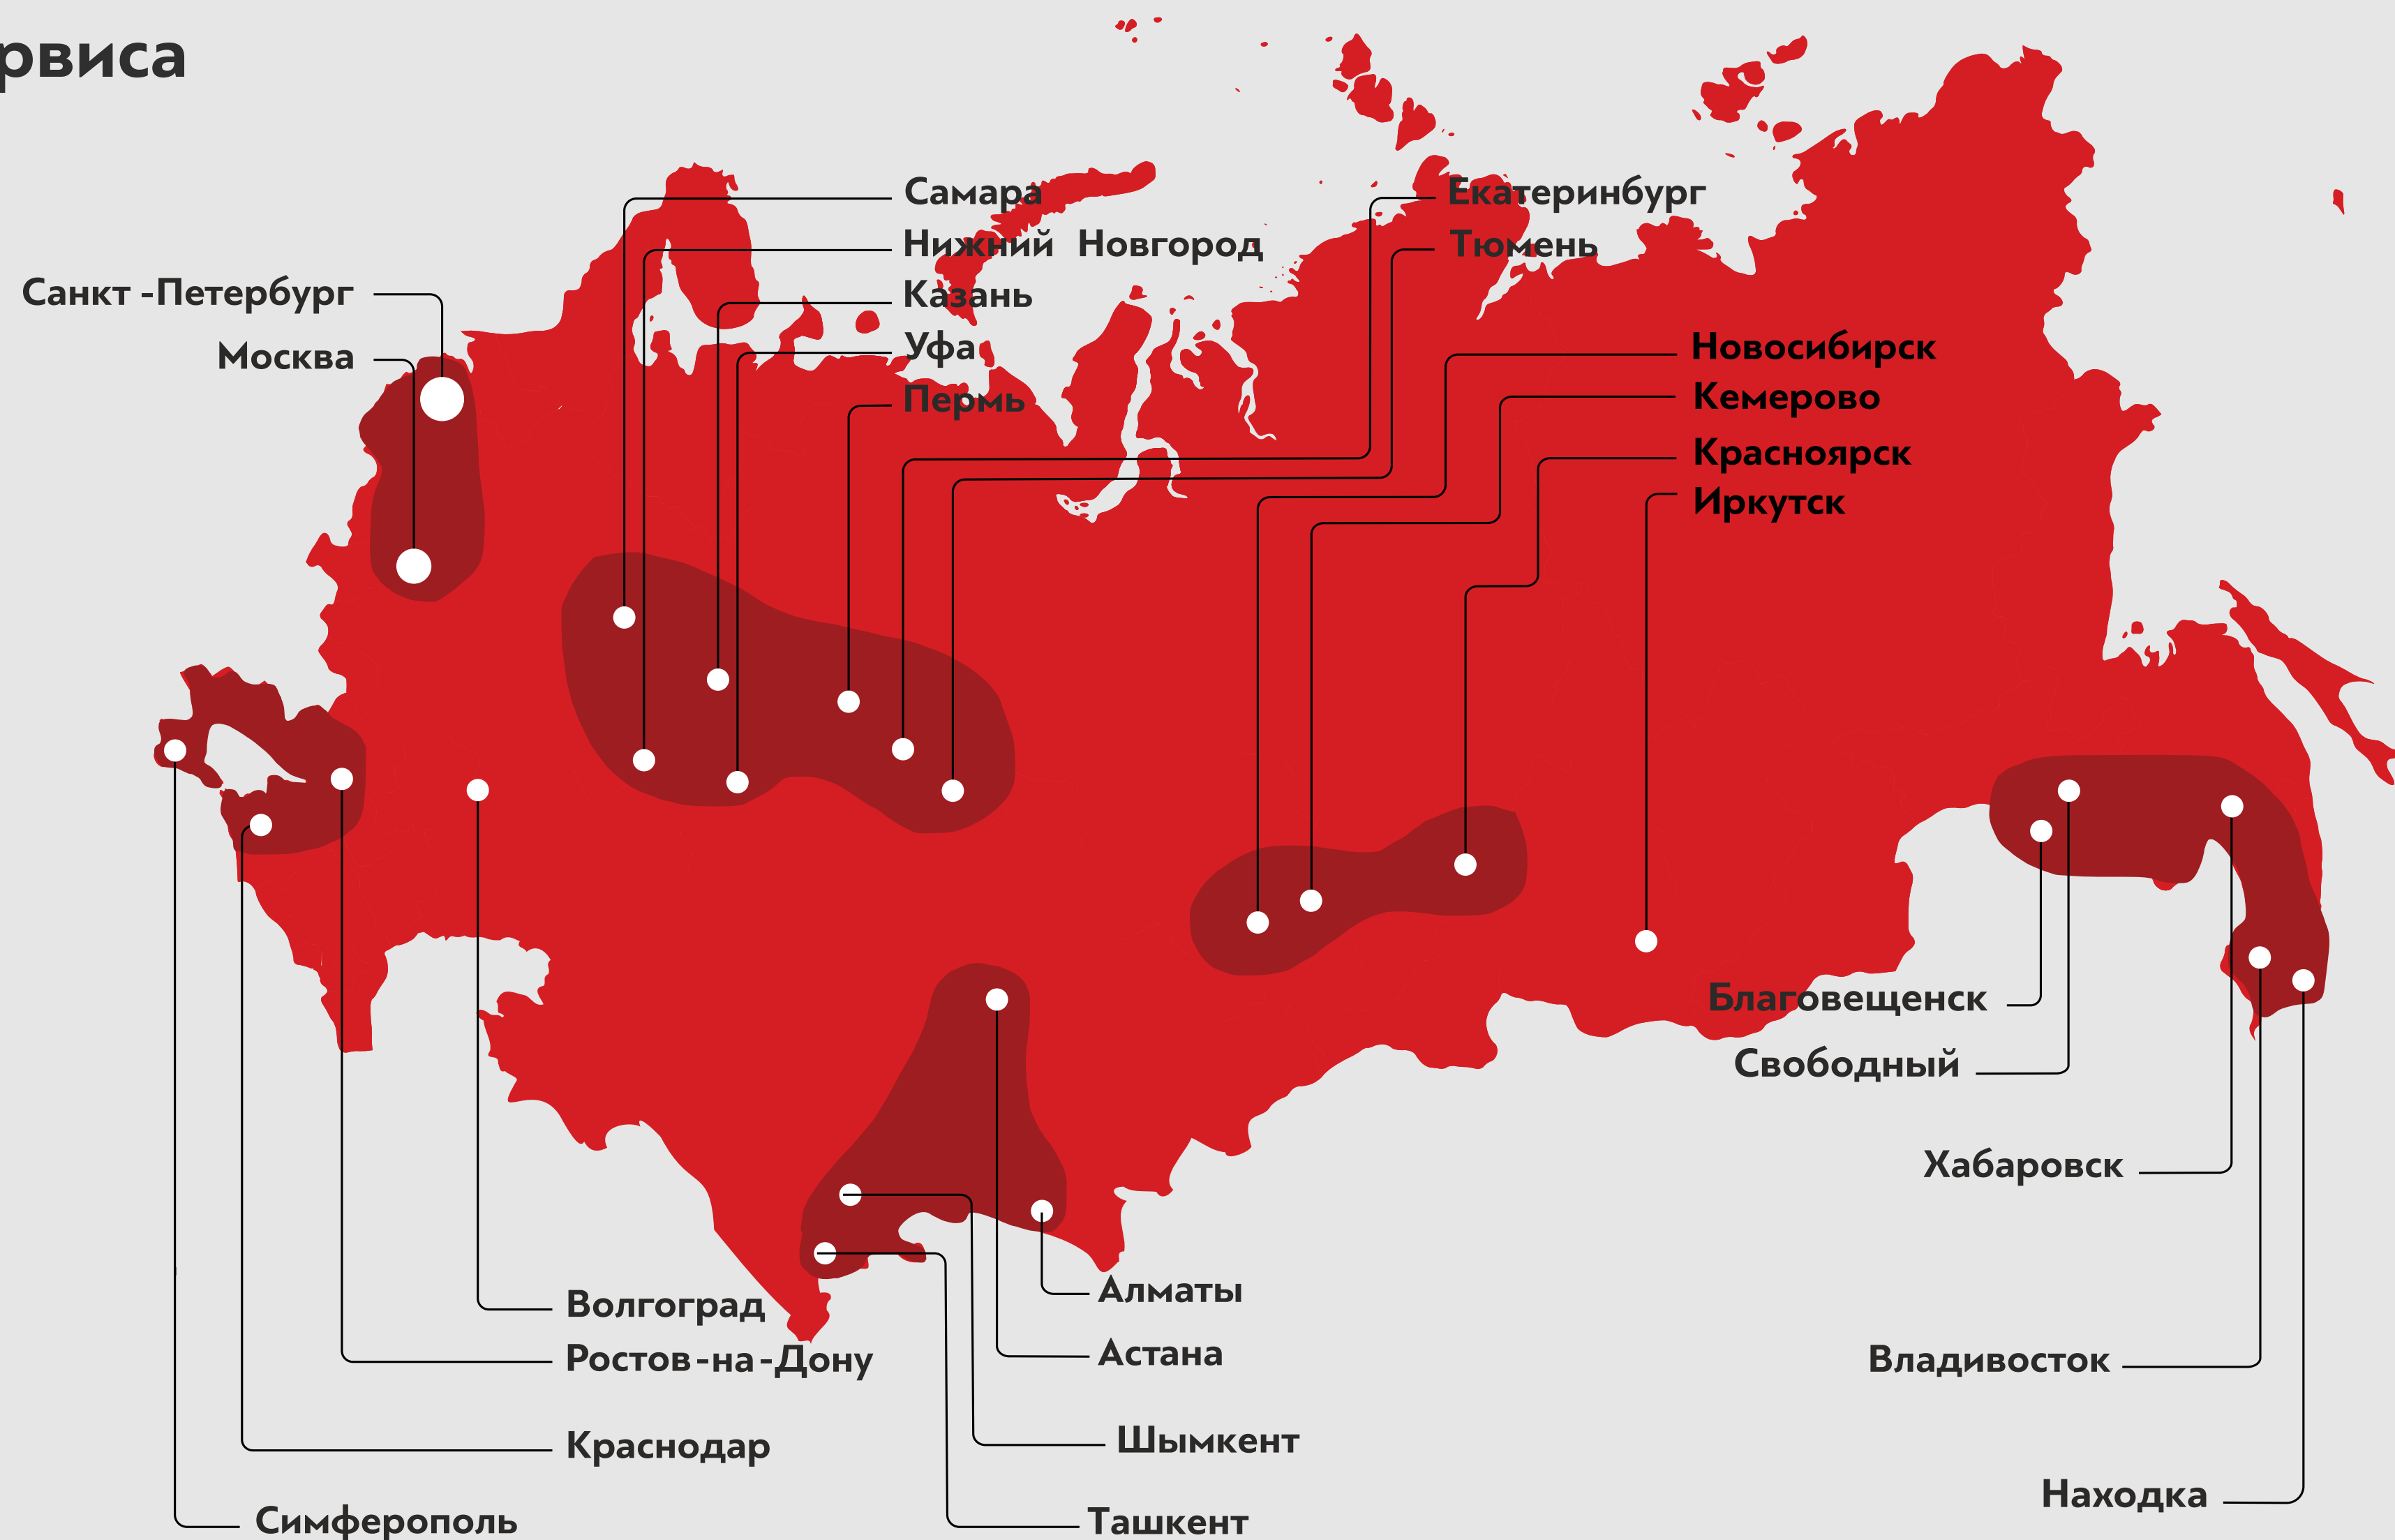 рвиса
Самара
Екатеринбург
Нижний Новгород
Тюмень
Санкт -Петербург
Казань
Москва
Уфа
Новосибирск
Пермь
Кемерово
Красноярск
Иркутск
Благовещенск
Свободный
Хабаровск
Алматы
Волгоград
Астана
Ростов-на-Дону
Владивосток
Шымкент
Краснодар
Находка
Симферополь
Ташкент